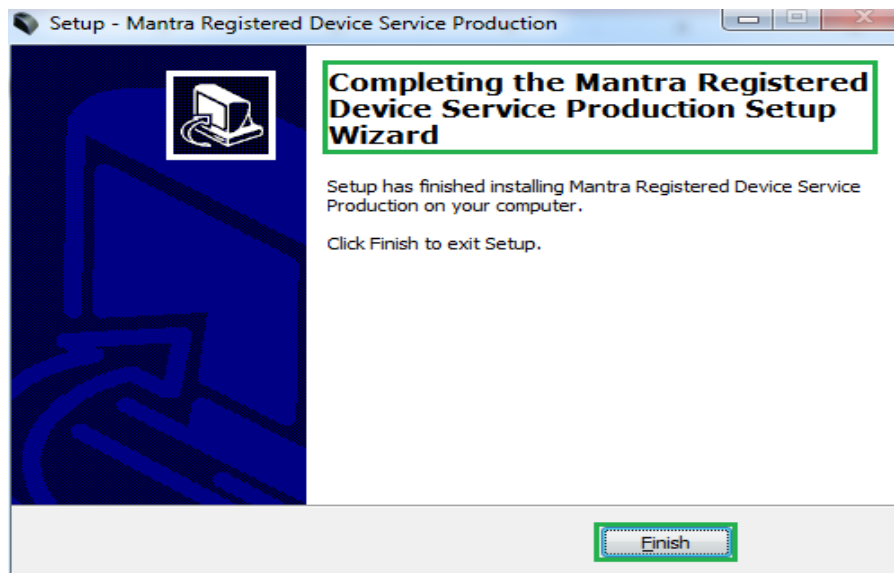 Setup - Mantra Registered Device Service Production
Completing the Mantra Registered
Device Service Production Setup
Wizard
Setup has finished installing Mantra Registered Device Service
Production on your computer.
Click Finish to exit Setup.
Finish